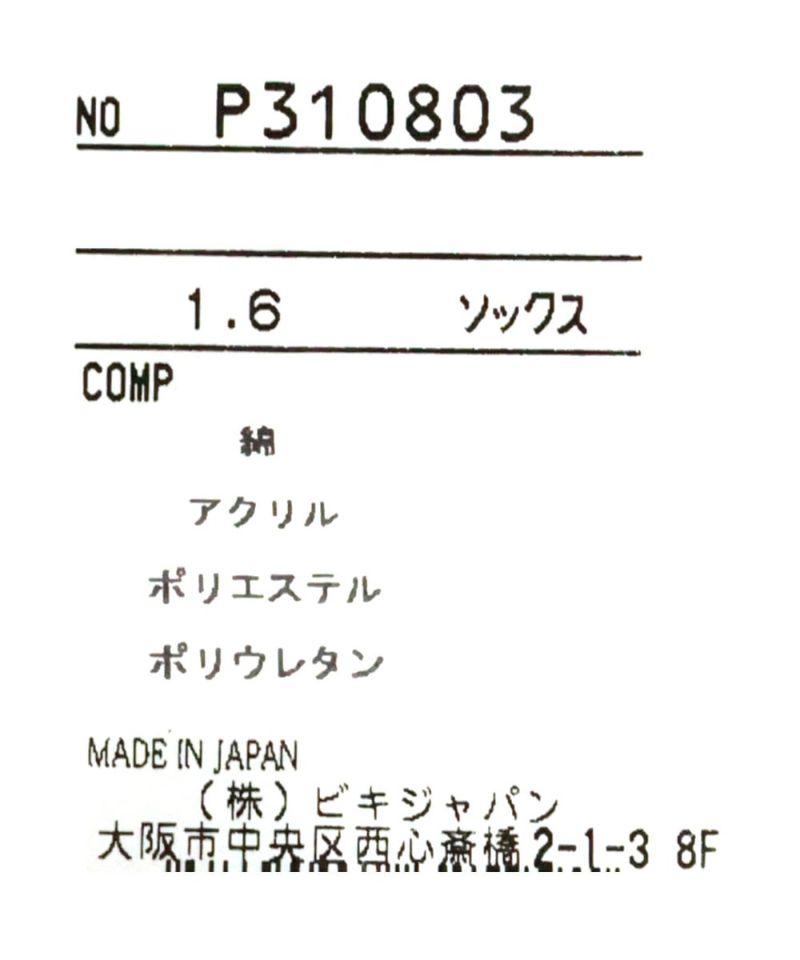 NO P310803
1.6 ソックス
COMP
綿
アクリル
ポリエステル
ポリウレタン
MADE IN JAPAN
(株)ビキジャパン
大阪市中央区西心斎橋2-1-3 8F